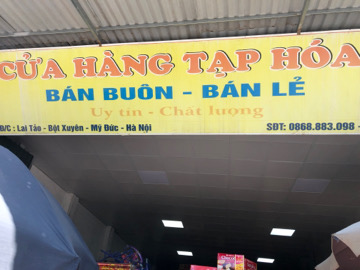 CỬA HÀNG TẠP HÓA
BÁN BUÔN - BÁN LẺ
Uy tín - Chất lượng
Đ/C : Lai Tảo - Bột Xuyên - Mỹ Đức - Hà Nội SĐT: 0868.883.098 -